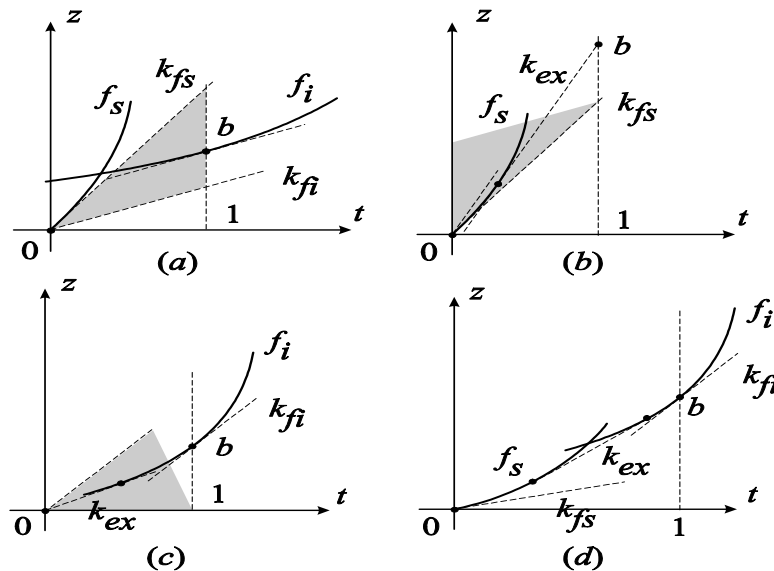 z
z
k_fs
f_s
f_i
b
b
k_ex
f_s
k_fs
k_fi
1
t
1
t
0
0
(a)
(b)
z
z
f_i
f_i
k_fi
k_fi
b
b
f_s
k_ex
k_ex
1
t
k_fs
1
t
0
0
(c)
(d)